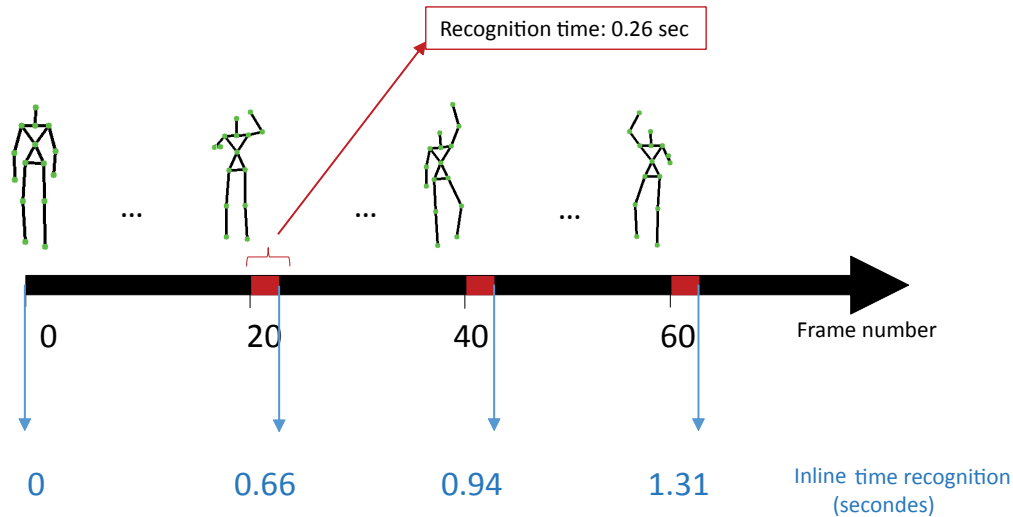 Recognition time: 0.26 sec
... ... ...
0 20 40 60 Frame number
0 0.66 0.94 1.31 Inline time recognition
(secondes)